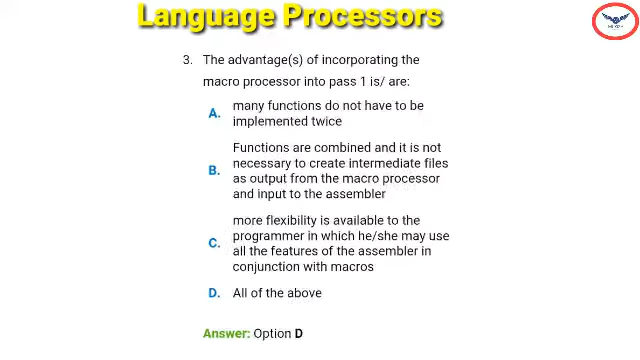 Language Processors
3. The advantage(s) of incorporating the
macro processor into pass 1 is/ are:
A. many functions do not have to be
implemented twice
B. Functions are combined and it is not
necessary to create intermediate files
as output from the macro processor
and input to the assembler
C. more flexibility is available to the
programmer in which he/she may use
all the features of the assembler in
conjunction with macros
D. All of the above
Answer: Option D